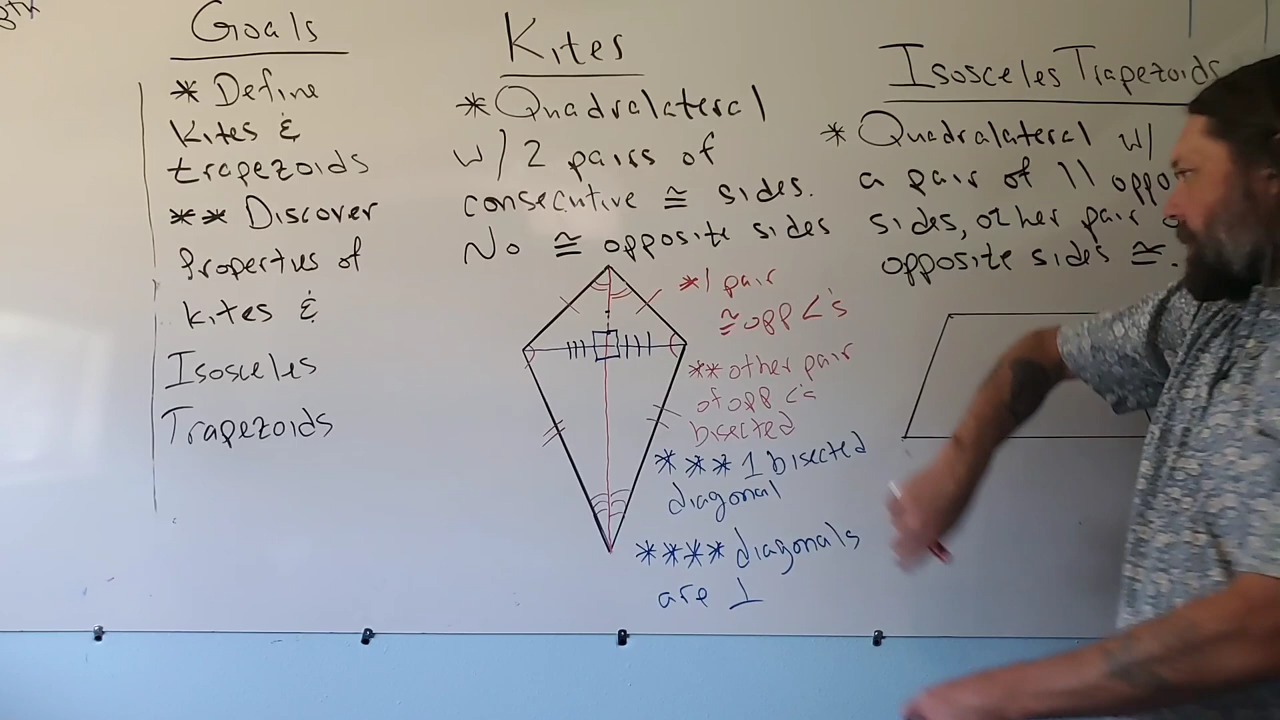 Goals
* Define
Kites &
trapezoids
** Discover
Properties of
kites &
Isosceles
Trapezoids
Kites
* Quadralateral
w/ 2 pairs of
consecutive ≅ sides.
No ≅ opposite sides
*1 pair
≅ opp <'s
** other pair
of opp <'s
bisected
*** 1 bisected
diagonal
**** diagonals
are ⊥
Isosceles Trapezoids
* Quadralateral w/
a pair of || oppo
sides, other pair
opposite sides ≅.